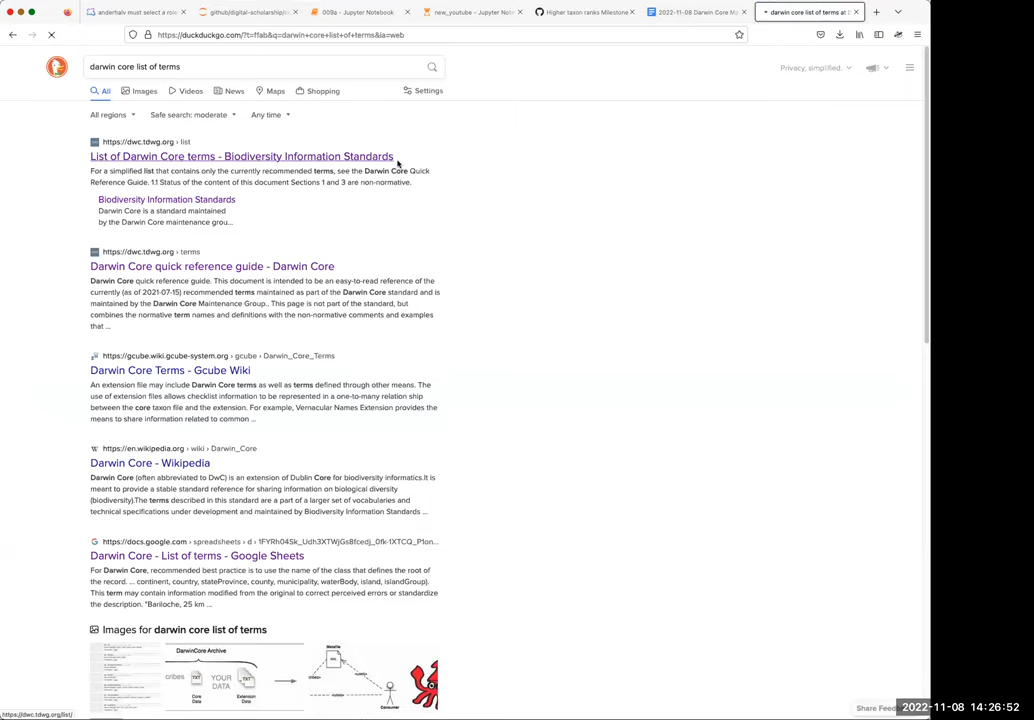 anderhalv must select a role
github/digital-scholarship/
009a - Jupyter Notebook
new_youtube - Jupyter Note
Higher taxon ranks Milestone
2022-11-08 Darwin Core M
darwin core list of terms at D
https://duckduckgo.com/?t=ffab&q=darwin+core+list+of+terms&ia=web
darwin core list of terms
Privacy, simplified.
All
Images
Videos
News
Maps
Shopping
Settings
All regions
Safe search: moderate
Any time
https://dwc.tdwg.org › list
List of Darwin Core terms - Biodiversity Information Standards
For a simplified list that contains only the currently recommended terms, see the Darwin Core Quick
Reference Guide. 1.1 Status of the content of this document Sections 1 and 3 are non-normative.
Biodiversity Information Standards
Darwin Core is a standard maintained
by the Darwin Core maintenance grou...
https://dwc.tdwg.org › terms
Darwin Core quick reference guide - Darwin Core
Darwin Core quick reference guide. This document is intended to be an easy-to-read reference of the
currently (as of 2021-07-15) recommended terms maintained as part of the Darwin Core standard and is
maintained by the Darwin Core Maintenance Group.. This page is not part of the standard, but
combines the normative term names and definitions with the non-normative comments and examples
that ...
https://gcube.wiki.gcube-system.org › gcube › Darwin_Core_Terms
Darwin Core Terms - Gcube Wiki
An extension file may include Darwin Core terms as well as terms defined through other means. The
use of extension files allows checklist information to be represented in a one-to-many relation ship
between the core taxon file and the extension. For example, Vernacular Names Extension provides the
means to share information related to common ...
W https://en.wikipedia.org › wiki › Darwin_Core
Darwin Core - Wikipedia
Darwin Core (often abbreviated to DwC) is an extension of Dublin Core for biodiversity informatics.It is
meant to provide a stable standard reference for sharing information on biological diversity
(biodiversity).The terms described in this standard are a part of a larger set of vocabularies and
technical specifications under development and maintained by Biodiversity Information Standards ...
G https://docs.google.com › spreadsheets › d › 1FYRh04Sk_Udh3XTWjGs8fcedj_0fk-1XTCQ_P1on...
Darwin Core - List of terms - Google Sheets
For Darwin Core, recommended best practice is to use the name of the class that defines the root of
the record. ... continent, country, stateProvince, county, municipality, waterBody, island, islandGroup).
This term may contain information modified from the original to correct perceived errors or standardize
the description. "Bariloche, 25 km ...
Images for darwin core list of terms
DarwinCore Archive
cribes
TXT
YOUR
DATA
TXT
Core
Data
Extension
Data
Metafile
XML
Consumer
https://dwc.tdwg.org/list/
Share Feedb
2022-11-08 14:26:52